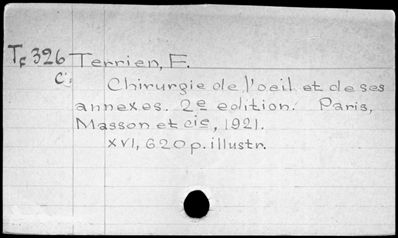 Tc 326 Terrien, F.
C;
Chirurgie de l'oeil et de ses
annexes. 2e edition. Paris,
Masson et cie, 1921.
XVI, 620 p. illustr.